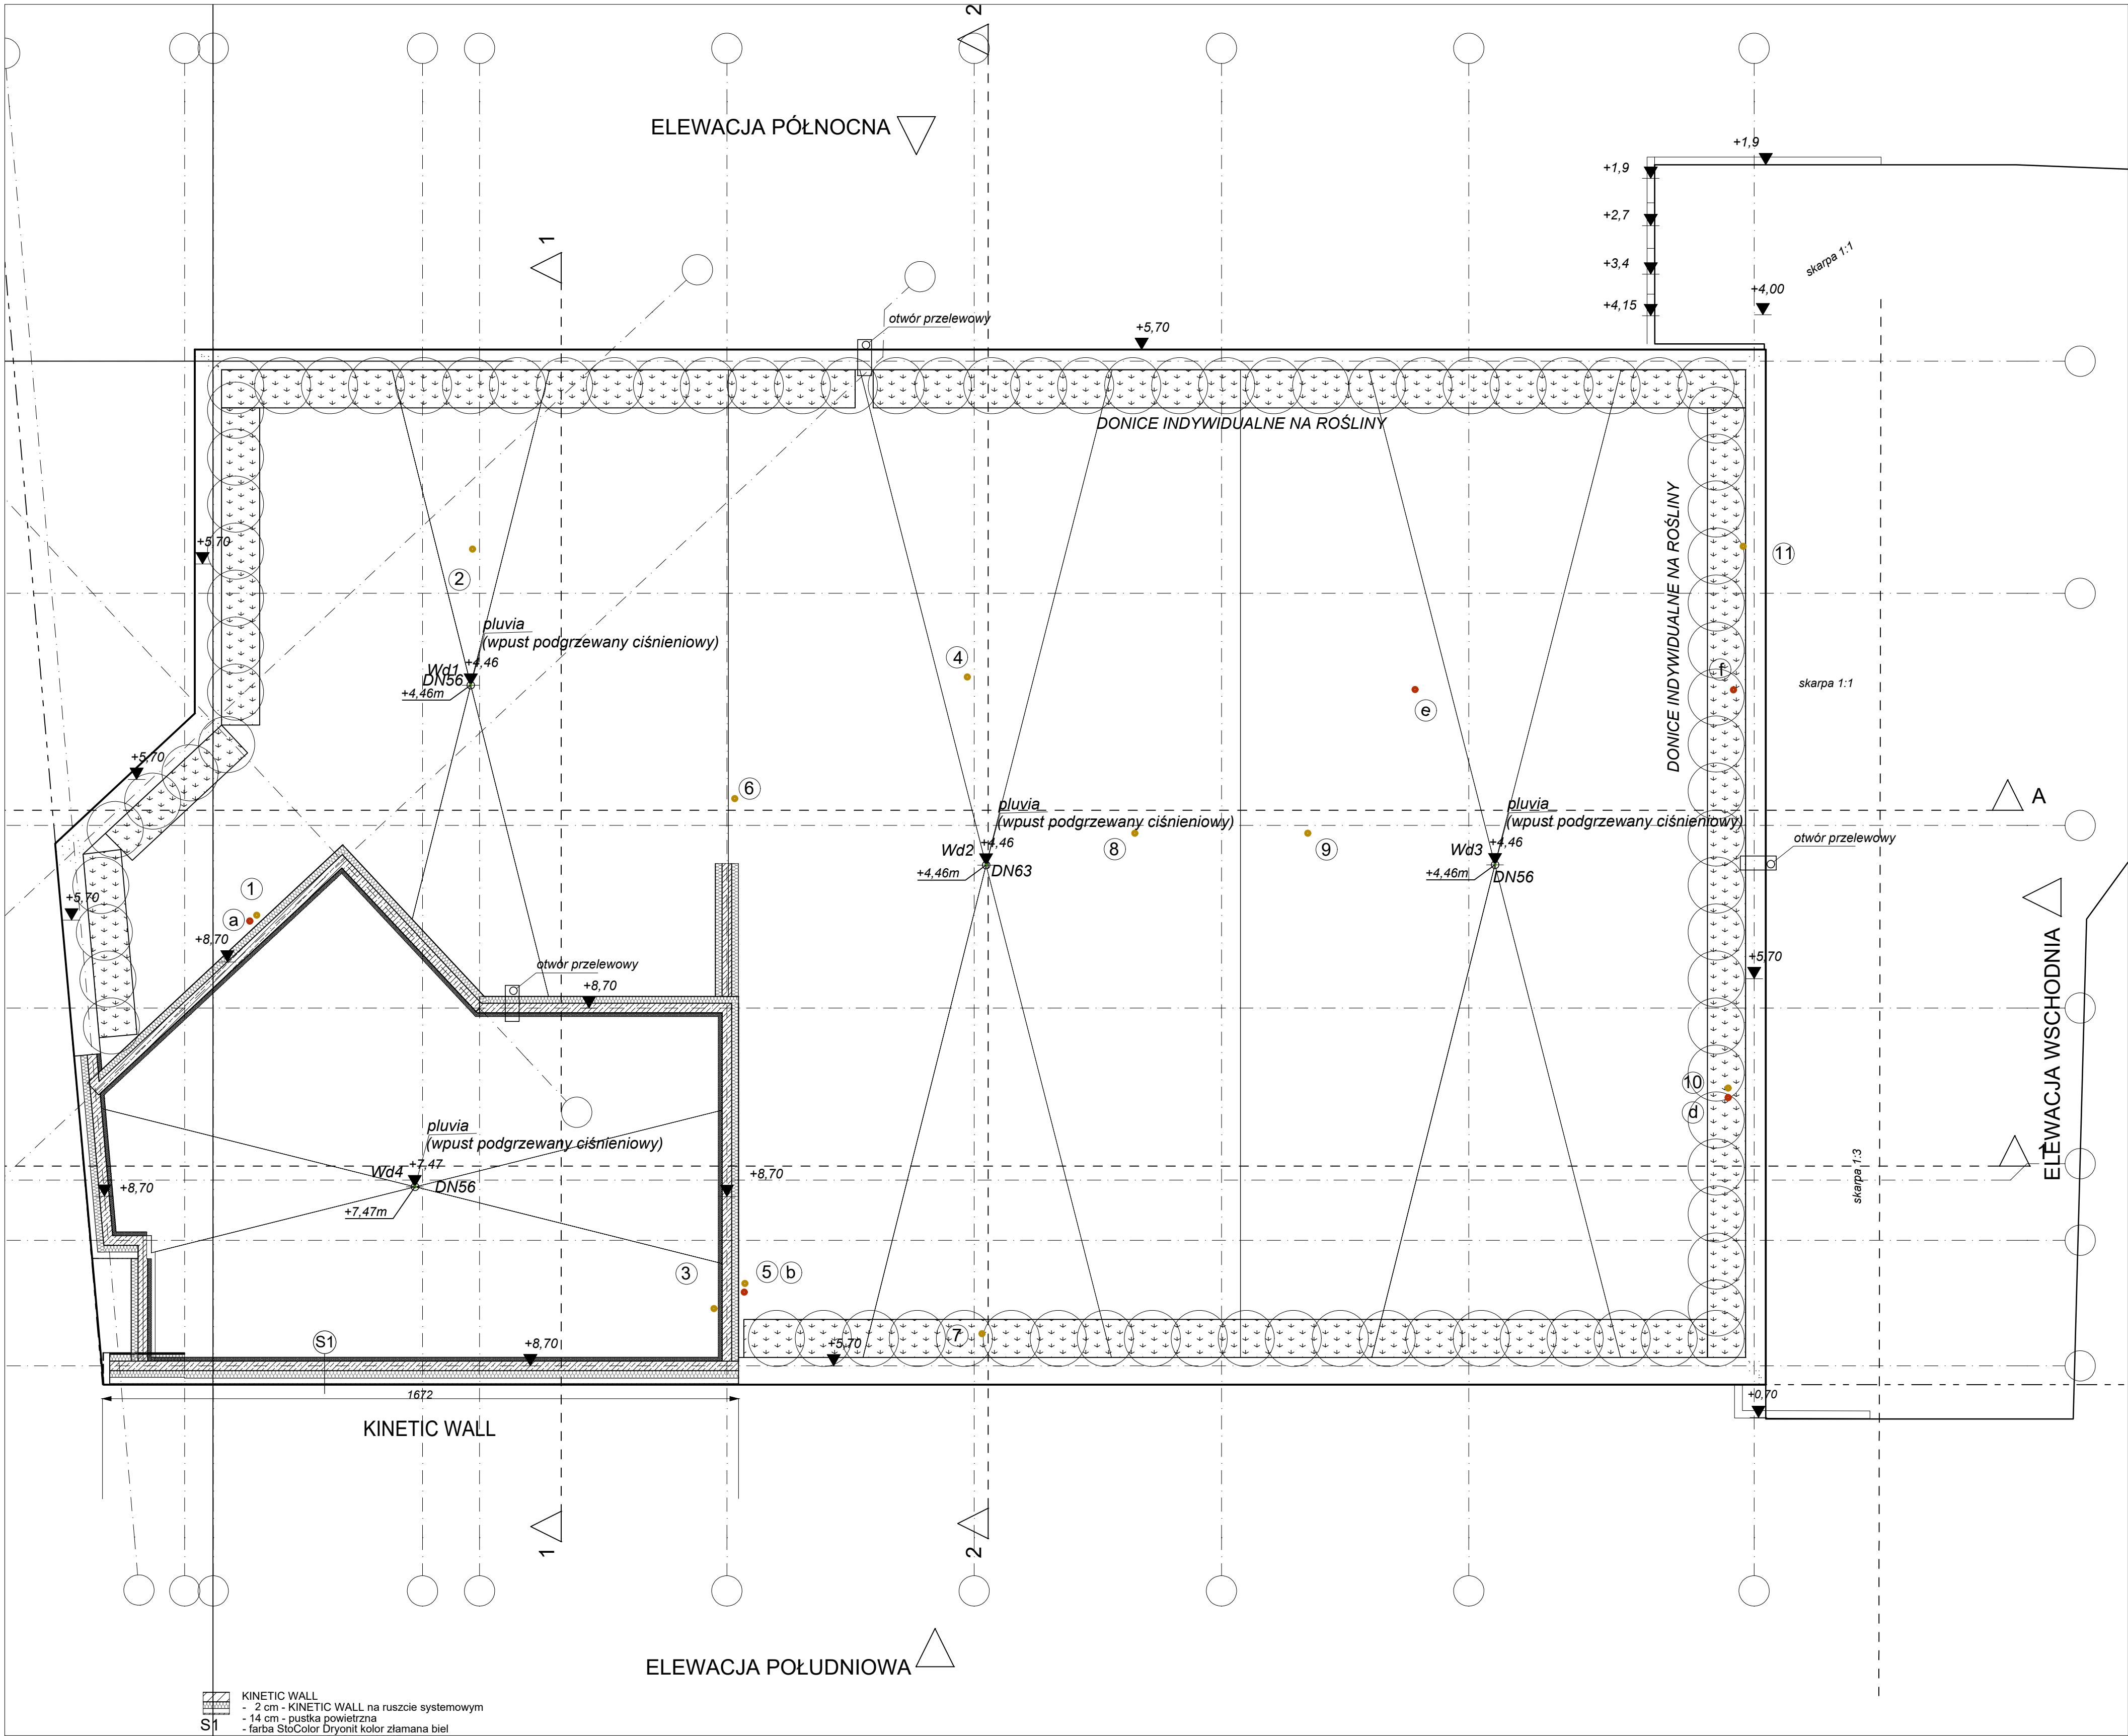 2
ELEWACJA PÓŁNOCNA
+1,9
+1,9
+2,7
+3,4
+4,15
+4,00
skarpa 1:1
1
otwór przelewowy
+5,70
DONICE INDYWIDUALNE NA ROŚLINY
DONICE INDYWIDUALNE NA ROŚLINY
+5,70
2
11
pluvia
(wpust podgrzewany ciśnieniowy)
Wd1
+4,46
DN56
+4,46m
4
e
f
skarpa 1:1
+5,70
6
A
pluvia
(wpust podgrzewany ciśnieniowy)
Wd2
+4,46
+4,46m
DN63
8
9
pluvia
(wpust podgrzewany ciśnieniowy)
Wd3
+4,46
+4,46m
DN56
otwór przelewowy
1
a
+5,70
+8,70
otwór przelewowy
+8,70
+5,70
ELEWACJA WSCHODNIA
10
d
pluvia
(wpust podgrzewany ciśnieniowy)
Wd4
+7,47
DN56
+7,47m
+8,70
+8,70
1
skarpa 1:3
3
5
b
S1
+8,70
+5,70
7
1672
+0,70
KINETIC WALL
1
2
ELEWACJA POŁUDNIOWA
KINETIC WALL
- 2 cm - KINETIC WALL na ruszcie systemowym
- 14 cm - pustka powietrzna
- farba StoColor Dryonit kolor złamana biel
S1